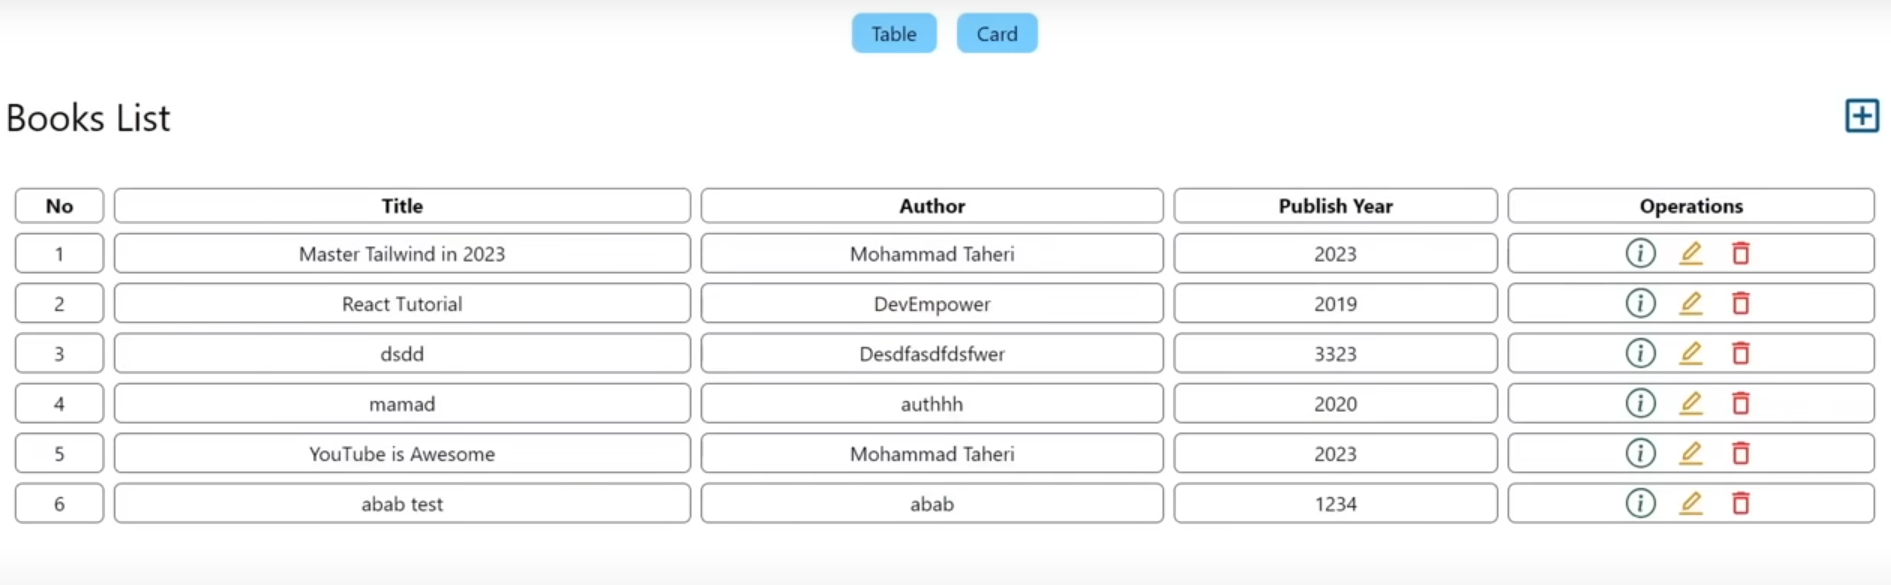 Table Card
Books List
No Title Author Publish Year Operations
1 Master Tailwind in 2023 Mohammad Taheri 2023
2 React Tutorial DevEmpower 2019
3 dsdd Desdfasdfdsfwer 3323
4 mamad authhh 2020
5 YouTube is Awesome Mohammad Taheri 2023
6 abab test abab 1234